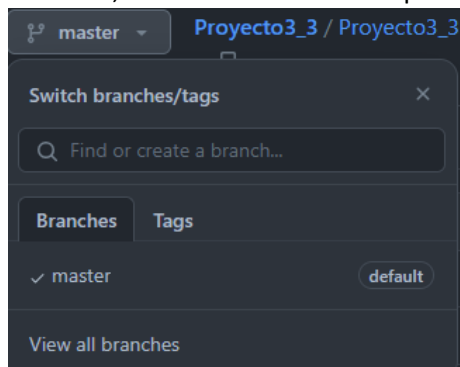 master Proyecto3_3 / Proyecto3_3
Switch branches/tags
Find or create a branch...
Branches Tags
master default
View all branches